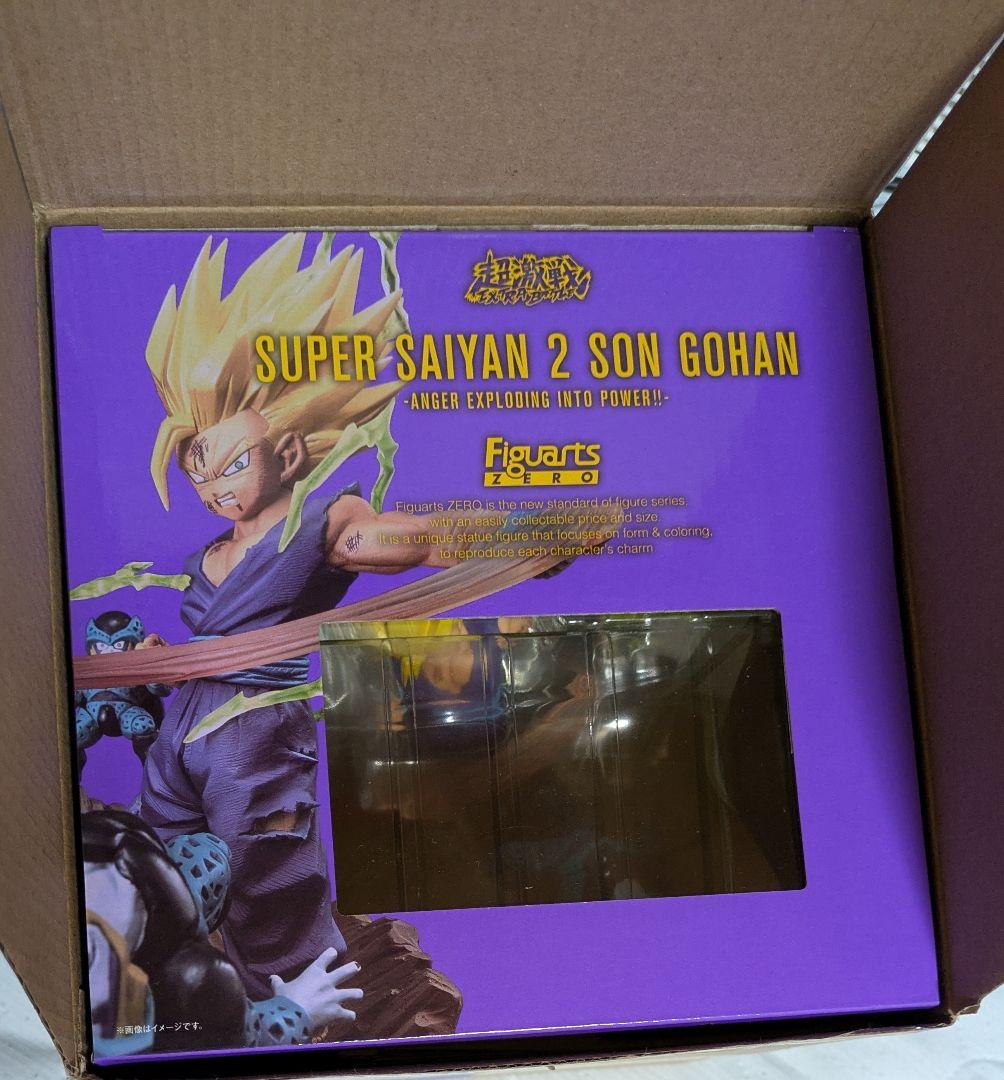 超激戦
EXTRA BATTLE
SUPER SAIYAN 2 SON GOHAN
-ANGER EXPLODING INTO POWER!!-
Figuarts
ZERO
Figuarts ZERO is the new standard of figure series,
with an easily collectable price and size.
It is a unique statue figure that focuses on form & coloring,
to reproduce each character's charm
※画像はイメージです。